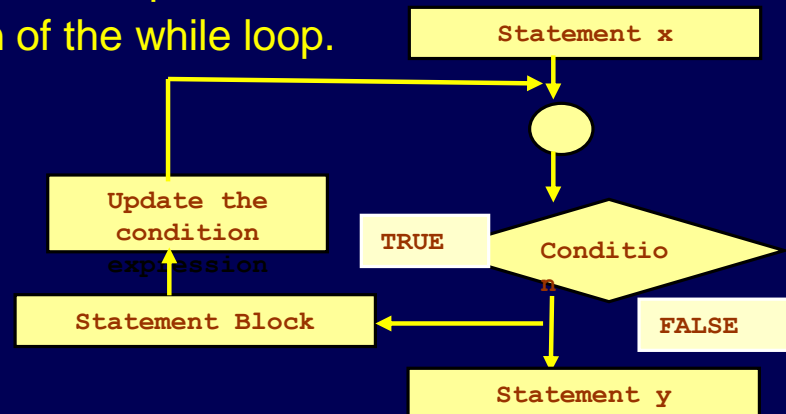 of the while loop.
Statement x
Update the
condition
expression
TRUE
Conditio
n
Statement Block
FALSE
Statement y